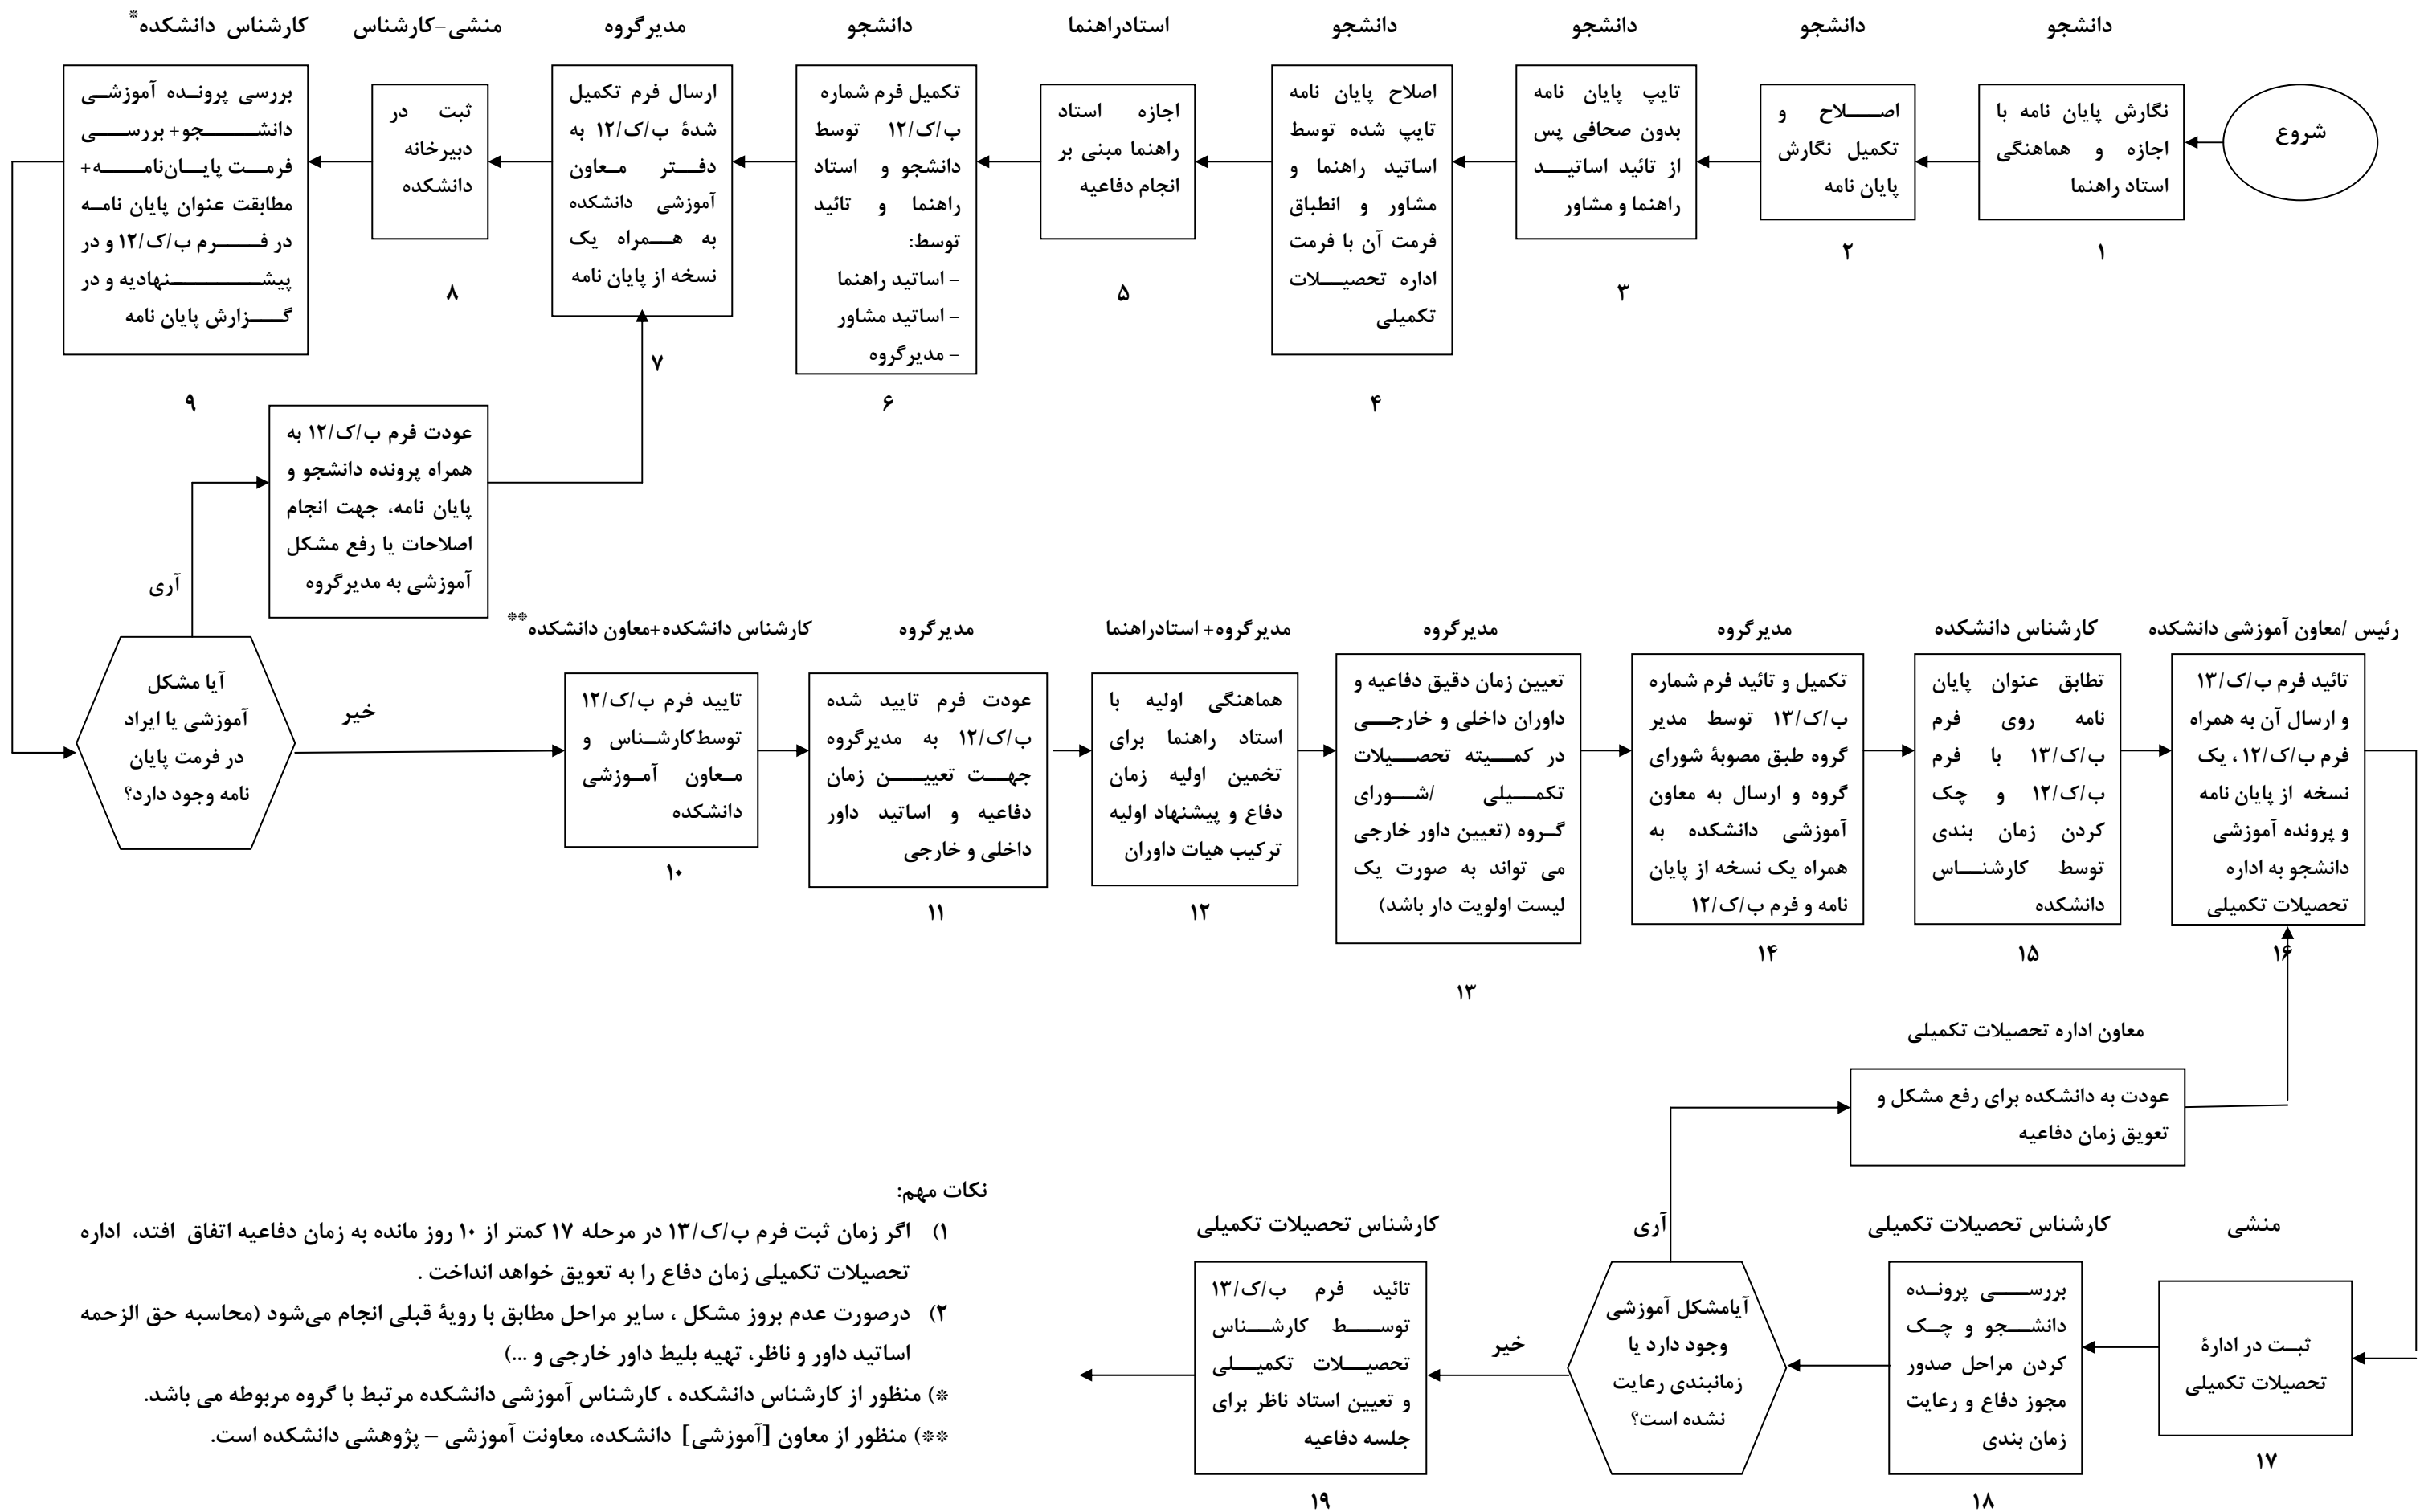 شروع
دانشجو
نگارش پایان نامه با
اجازه و هماهنگی
استاد راهنما
۱
دانشجو
اصلاح و
تکمیل نگارش
پایان نامه
۲
دانشجو
تایپ پایان نامه
بدون صحافی پس
از تائید اساتید
راهنما و مشاور
۳
دانشجو
اصلاح پایان نامه
تایپ شده توسط
اساتید راهنما و
مشاور و انطباق
فرمت آن با فرمت
اداره تحصیلات
تکمیلی
۴
استادراهنما
اجازه استاد
راهنما مبنی بر
انجام دفاعیه
۵
دانشجو
تکمیل فرم شماره
ب/ک/۱۲ توسط
دانشجو و استاد
راهنما و تائید
توسط:
- اساتید راهنما
- اساتید مشاور
- مدیرگروه
۶
مدیرگروه
ارسال فرم تکمیل
شدۀ ب/ک/۱۲ به
دفتر معاون
آموزشی دانشکده
به همراه یک
نسخه از پایان نامه
۷
منشی-کارشناس
ثبت در
دبیرخانه
دانشکده
۸
کارشناس دانشکده*
بررسی پرونده آموزشی
دانشجو+ بررسی
فرمت پایان‌نامه+
مطابقت عنوان پایان نامه
در فرم ب/ک/۱۲ و در
پیشنهادیه و در
گزارش پایان نامه
۹
عودت فرم ب/ک/۱۲ به
همراه پرونده دانشجو و
پایان نامه، جهت انجام
اصلاحات یا رفع مشکل
آموزشی به مدیرگروه
آری
آیا مشکل
آموزشی یا ایراد
در فرمت پایان
نامه وجود دارد؟
خیر
کارشناس دانشکده+معاون دانشکده**
تایید فرم ب/ک/۱۲
توسط‌کارشناس و
معاون آموزشی
دانشکده
۱۰
مدیرگروه
عودت فرم تایید شده
ب/ک/۱۲ به مدیرگروه
جهت تعیین زمان
دفاعیه و اساتید داور
داخلی و خارجی
۱۱
مدیرگروه+ استادراهنما
هماهنگی اولیه با
استاد راهنما برای
تخمین اولیه زمان
دفاع و پیشنهاد اولیه
ترکیب هیات داوران
۱۲
مدیرگروه
تعیین زمان دقیق دفاعیه و
داوران داخلی و خارجی
در کمیته تحصیلات
تکمیلی /شورای
گروه (تعیین داور خارجی
می تواند به صورت یک
لیست اولویت دار باشد)
۱۳
مدیرگروه
تکمیل و تائید فرم شماره
ب/ک/۱۳ توسط مدیر
گروه طبق مصوبۀ شورای
گروه و ارسال به معاون
آموزشی دانشکده به
همراه یک نسخه از پایان
نامه و فرم ب/ک/۱۲
۱۴
کارشناس دانشکده
تطابق عنوان پایان
نامه روی فرم
ب/ک/۱۳ با فرم
ب/ک/۱۲ و چک
کردن زمان بندی
توسط کارشناس
دانشکده
۱۵
رئیس /معاون آموزشی دانشکده
تائید فرم ب/ک/۱۳
و ارسال آن به همراه
فرم ب/ک/۱۲، یک
نسخه از پایان نامه
و پرونده آموزشی
دانشجو به اداره
تحصیلات تکمیلی
۱۶
معاون اداره تحصیلات تکمیلی
عودت به دانشکده برای رفع مشکل و
تعویق زمان دفاعیه
منشی
ثبت در ادارۀ
تحصیلات تکمیلی
۱۷
کارشناس تحصیلات تکمیلی
بررسی پرونده
دانشجو و چک
کردن مراحل صدور
مجوز دفاع و رعایت
زمان بندی
۱۸
آری
آیامشکل آموزشی
وجود دارد یا
زمانبندی رعایت
نشده است؟
خیر
کارشناس تحصیلات تکمیلی
تائید فرم ب/ک/۱۳
توسط کارشناس
تحصیلات تکمیلی
و تعیین استاد ناظر برای
جلسه دفاعیه
۱۹
نکات مهم:
۱) اگر زمان ثبت فرم ب/ک/۱۳ در مرحله ۱۷ کمتر از ۱۰ روز مانده به زمان دفاعیه اتفاق افتد، اداره
تحصیلات تکمیلی زمان دفاع را به تعویق خواهد انداخت .
۲) درصورت عدم بروز مشکل ، سایر مراحل مطابق با رویۀ قبلی انجام می‌شود (محاسبه حق الزحمه
اساتید داور و ناظر، تهیه بلیط داور خارجی و ...)
*) منظور از کارشناس دانشکده ، کارشناس آموزشی دانشکده مرتبط با گروه مربوطه می باشد.
**) منظور از معاون [آموزشی] دانشکده، معاونت آموزشی – پژوهشی دانشکده است.